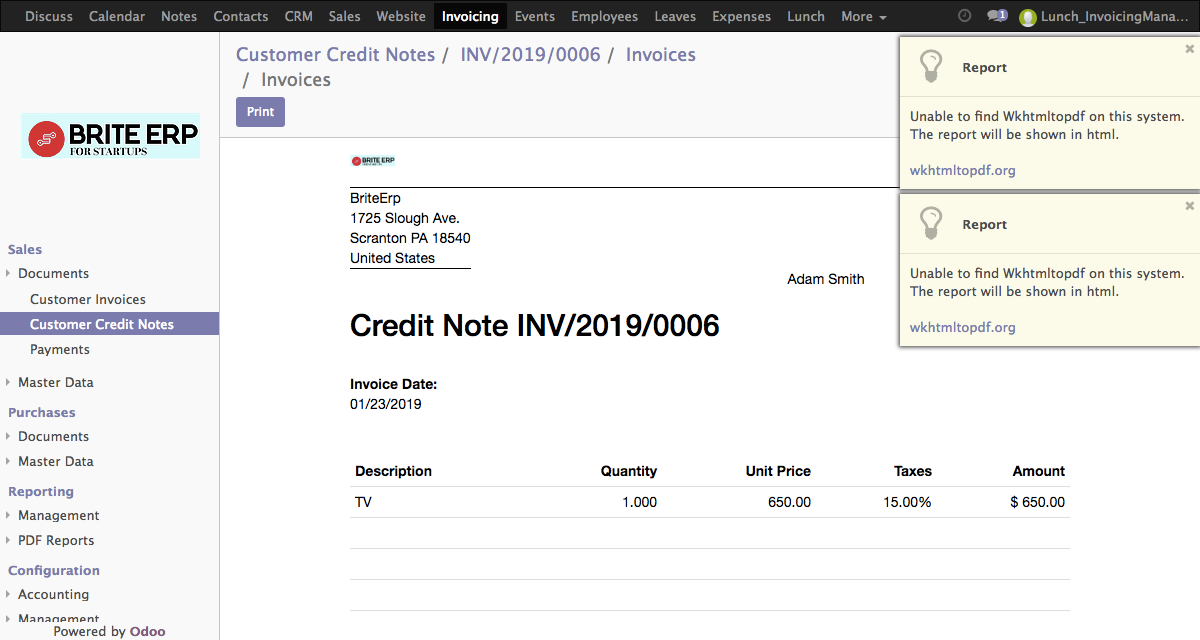 Discuss Calendar Notes Contacts CRM Sales Website Invoicing Events Employees Leaves Expenses Lunch More 1 Lunch_InvoicingMana...
BRITE ERP
FOR STARTUPS
Sales
Documents
Customer Invoices
Customer Credit Notes
Payments
Master Data
Purchases
Documents
Master Data
Reporting
Management
PDF Reports
Configuration
Accounting
Management
Powered by Odoo
Customer Credit Notes / INV/2019/0006 / Invoices
/ Invoices
Print
BRITE ERP
BriteErp
1725 Slough Ave.
Scranton PA 18540
United States
Adam Smith
Credit Note INV/2019/0006
Invoice Date:
01/23/2019
Description Quantity Unit Price Taxes Amount
TV 1.000 650.00 15.00% $ 650.00
Report
Unable to find Wkhtmltopdf on this system.
The report will be shown in html.
wkhtmltopdf.org
Report
Unable to find Wkhtmltopdf on this system.
The report will be shown in html.
wkhtmltopdf.org